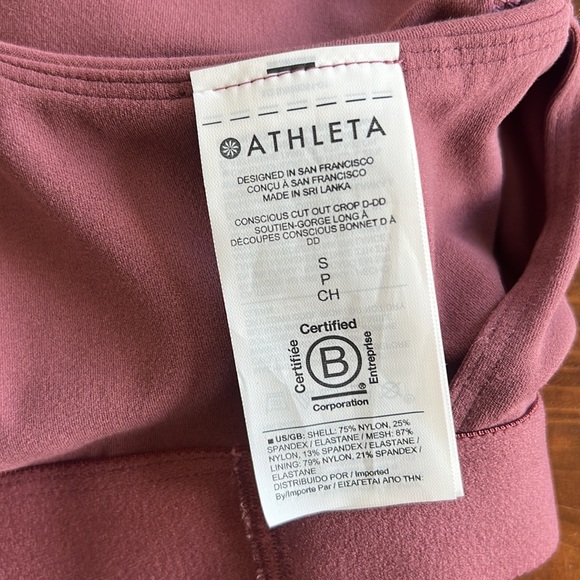 ATHLETA
DESIGNED IN SAN FRANCISCO
CONÇU À SAN FRANCISCO
MADE IN SRI LANKA
CONSCIOUS CUT OUT CROP D-DD
SOUTIEN-GORGE LONG À
DÉCOUPES CONSCIOUS BONNET D À
DD
S
P
CH
Certified
Certifiée
B
Entreprise
®
Corporation
US/GB: SHELL: 75% NYLON, 25%
SPANDEX / ELASTANE / MESH: 87%
NYLON, 13% SPANDEX / ELASTANE /
LINING: 79% NYLON, 21% SPANDEX /
ELASTANE
DISTRIBUIDO POR / Imported
By/Importe Par / ΕΙΣΑΓΕΤΑΙ ΑΠΟ ΤΗΝ: